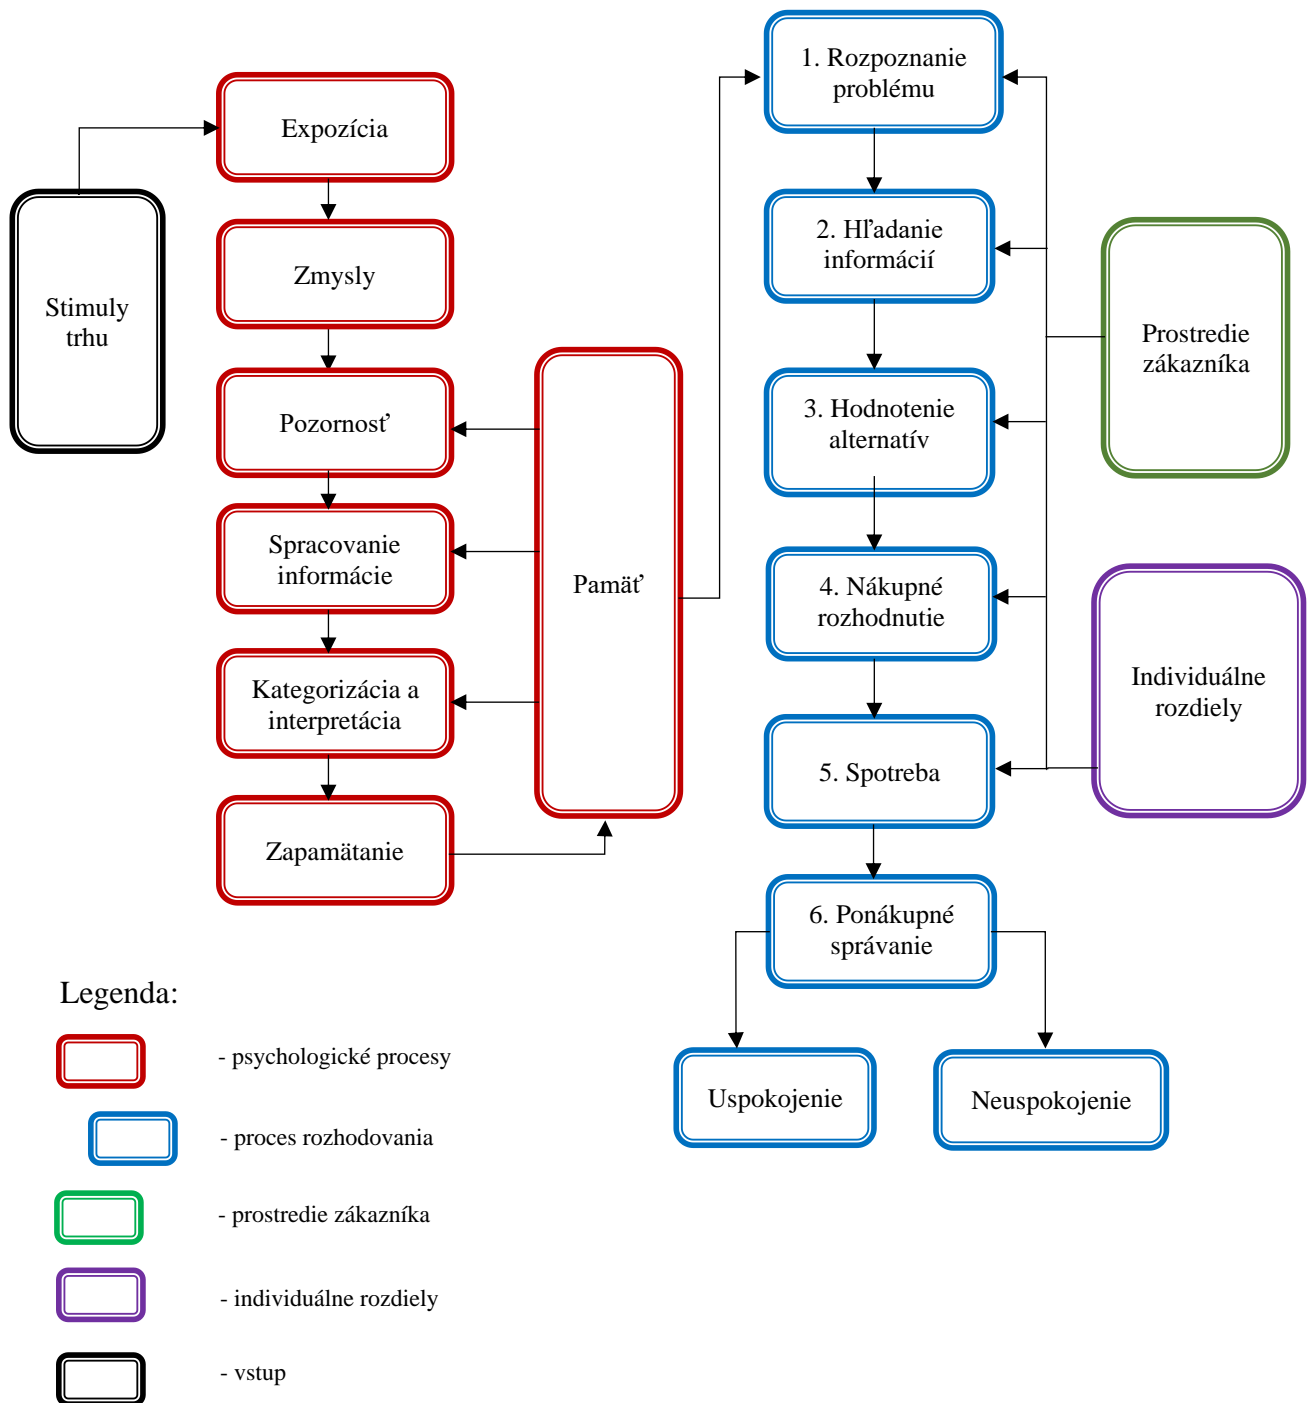 Stimuly
trhu
Expozícia
Zmysly
Pozornosť
Spracovanie
informácie
Kategorizácia a
interpretácia
Zapamätanie
Pamäť
1. Rozpoznanie
problému
2. Hľadanie
informácií
3. Hodnotenie
alternatív
4. Nákupné
rozhodnutie
5. Spotreba
6. Ponákupné
správanie
Uspokojenie
Neuspokojenie
Prostredie
zákazníka
Individuálne
rozdiely
Legenda:
- psychologické procesy
- proces rozhodovania
- prostredie zákazníka
- individuálne rozdiely
- vstup